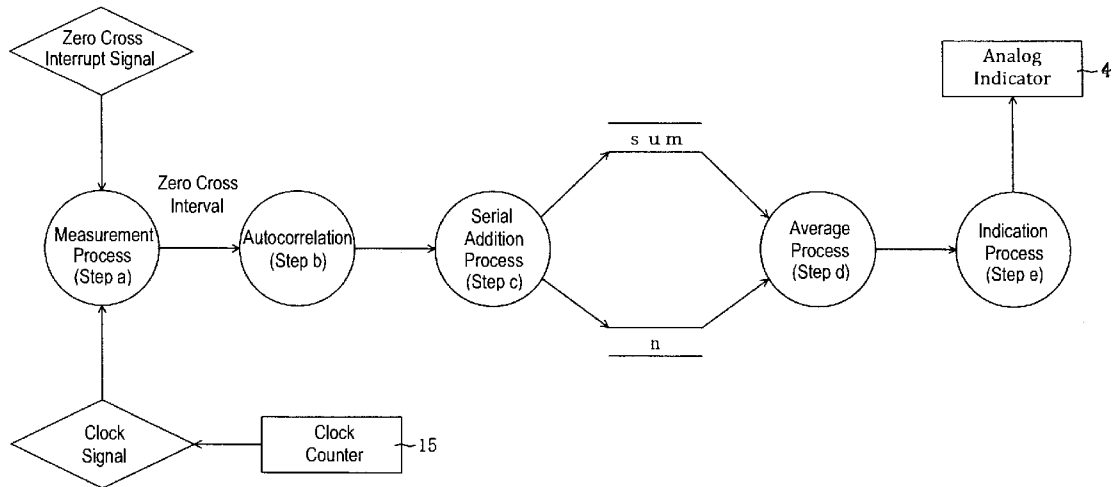 Zero Cross
Interrupt Signal
Analog
Indicator
4
s u m
Zero Cross
Interval
Measurement
Process
(Step a)
Autocorrelation
(Step b)
Serial
Addition
Process
(Step c)
Average
Process
(Step d)
Indication
Process
(Step e)
n
Clock
Signal
Clock
Counter
15